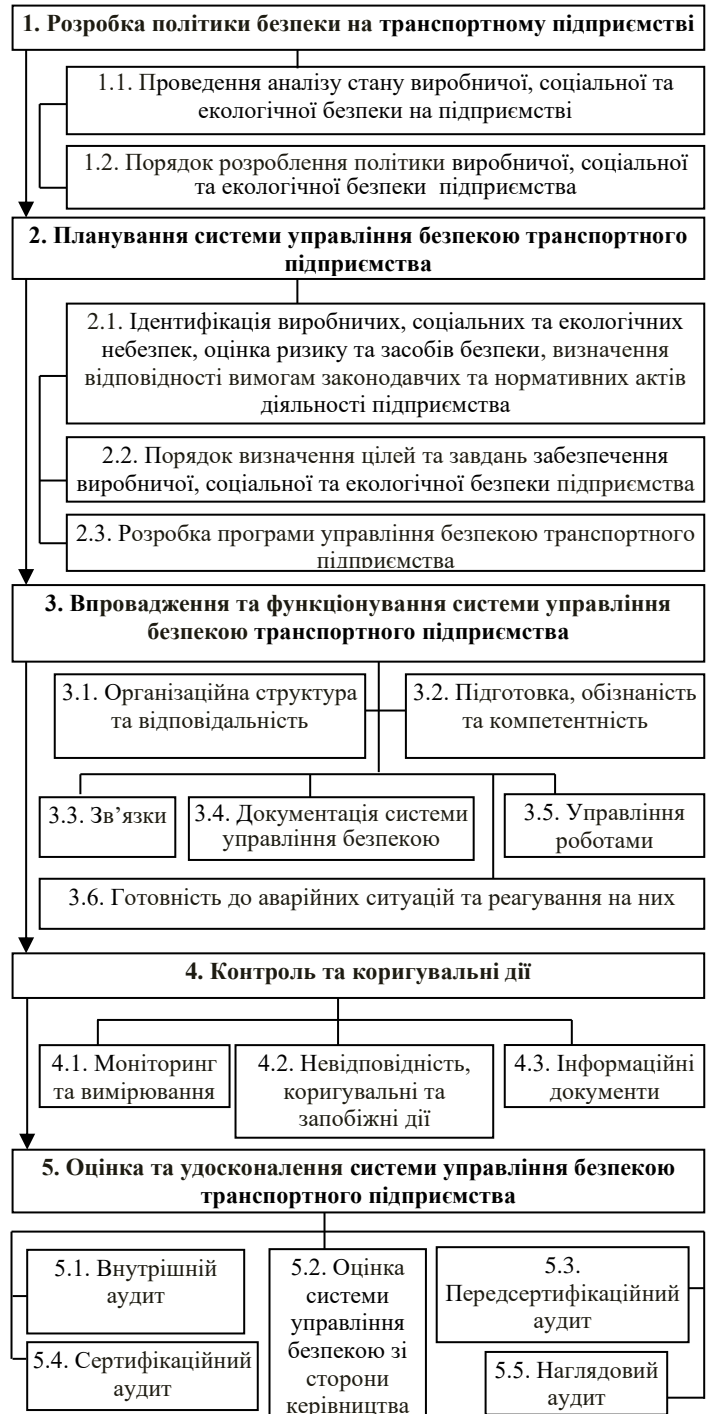 1. Розробка політики безпеки на транспортному підприємстві
1.1. Проведення аналізу стану виробничої, соціальної та
екологічної безпеки на підприємстві
1.2. Порядок розроблення політики виробничої, соціальної
та екологічної безпеки підприємства
2. Планування системи управління безпекою транспортного
підприємства
2.1. Ідентифікація виробничих, соціальних та екологічних
небезпек, оцінка ризику та засобів безпеки, визначення
відповідності вимогам законодавчих та нормативних актів
діяльності підприємства
2.2. Порядок визначення цілей та завдань забезпечення
виробничої, соціальної та екологічної безпеки підприємства
2.3. Розробка програми управління безпекою транспортного
підприємства
3. Впровадження та функціонування системи управління
безпекою транспортного підприємства
3.1. Організаційна структура
та відповідальність
3.2. Підготовка, обізнаність
та компетентність
3.3. Зв’язки
3.4. Документація системи
управління безпекою
3.5. Управління
роботами
3.6. Готовність до аварійних ситуацій та реагування на них
4. Контроль та коригувальні дії
4.1. Моніторинг
та вимірювання
4.2. Невідповідність,
коригувальні та
запобіжні дії
4.3. Інформаційні
документи
5. Оцінка та удосконалення системи управління безпекою
транспортного підприємства
5.1. Внутрішній
аудит
5.2. Оцінка
системи
управління
безпекою зі
сторони
керівництва
5.3.
Передсертифікаційний
аудит
5.4. Сертифікаційний
аудит
5.5. Наглядовий
аудит